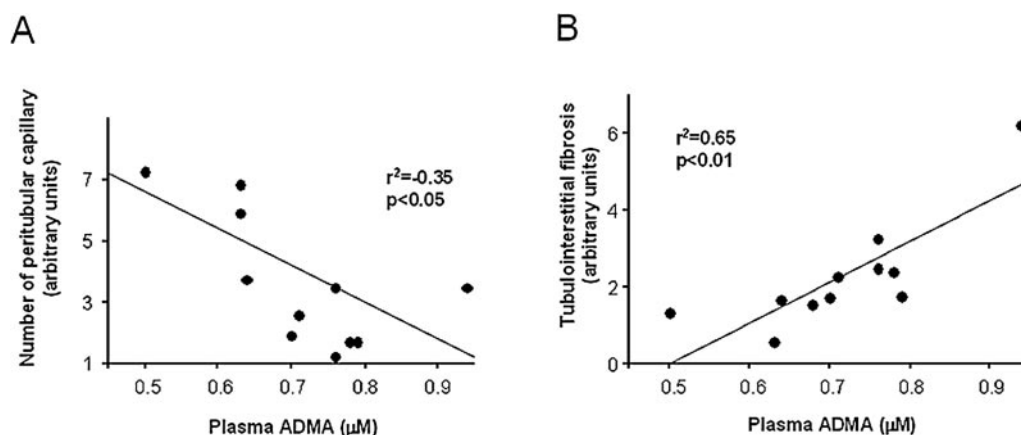 A
Number of peritubular capillary
(arbitrary units)
7
5
3
1
r²=-0.35
p<0.05
0.5 0.6 0.7 0.8 0.9
Plasma ADMA (μM)
B
Tubulointerstitial fibrosis
(arbitrary units)
6
4
2
0
r²=0.65
p<0.01
0.5 0.6 0.7 0.8 0.9
Plasma ADMA (μM)